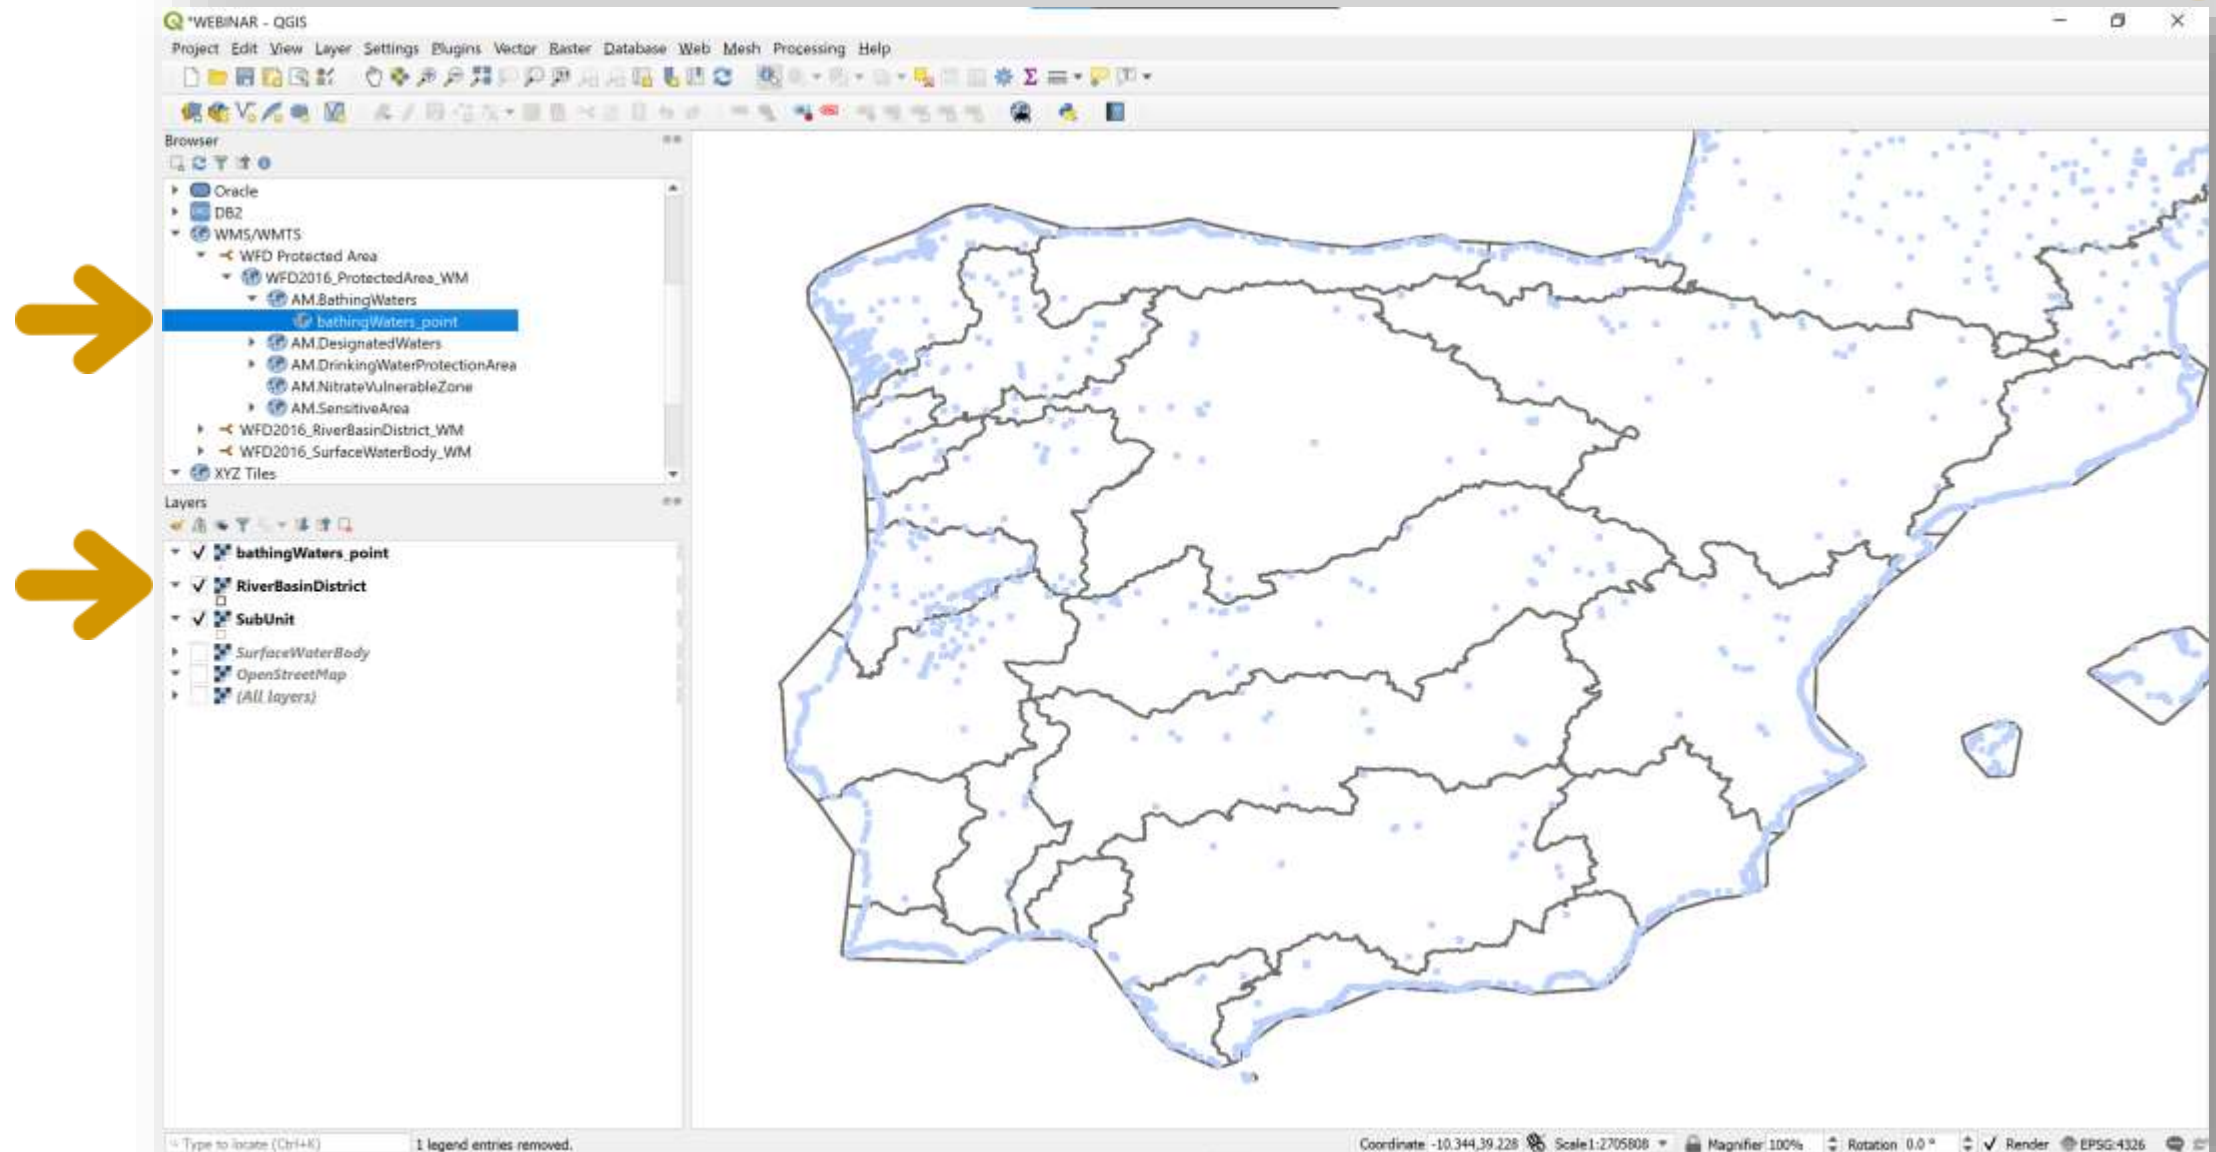 *WEBINAR - QGIS
Project Edit View Layer Settings Plugins Vector Raster Database Web Mesh Processing Help
Browser
Oracle
DB2
WMS/WMTS
WFD Protected Area
WFD2016_ProtectedArea_WM
AM.BathingWaters
bathingWaters_point
AM.DesignatedWaters
AM.DrinkingWaterProtectionArea
AM.NitrateVulnerableZone
AM.SensitiveArea
WFD2016_RiverBasinDistrict_WM
WFD2016_SurfaceWaterBody_WM
XYZ Tiles
Layers
bathingWaters_point
RiverBasinDistrict
SubUnit
SurfaceWaterBody
OpenStreetMap
(All layers)
Type to locate (Ctrl+K) 1 legend entries removed. Coordinate -10.344,39.228 Scale 1:2705808 Magnifier 100% Rotation 0.0 ° Render EPSG:4326